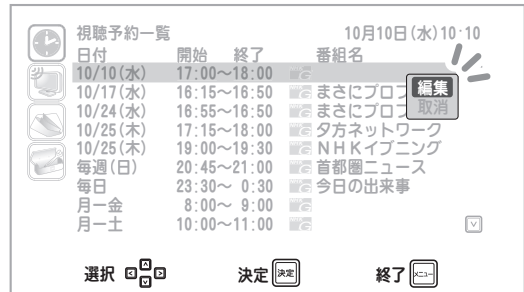 視聴予約一覧 10月10日(水)10·10
日付 開始 終了 番組名
10/10(水) 17:00~18:00
10/17(水) 16:15~16:50 まさにプロフ
10/24(水) 16:55~16:50 まさにプロフ
10/25(木) 17:15~18:00 夕方ネットワーク
10/25(木) 19:00~19:30 NHKイブニング
毎週(日) 20:45~21:00 首都圏ニュース
毎日 23:30~ 0:30 今日の出来事
月ー金 8:00~ 9:00
月ー土 10:00~11:00
編集
取消
選択 決定 決定 終了 メニュー